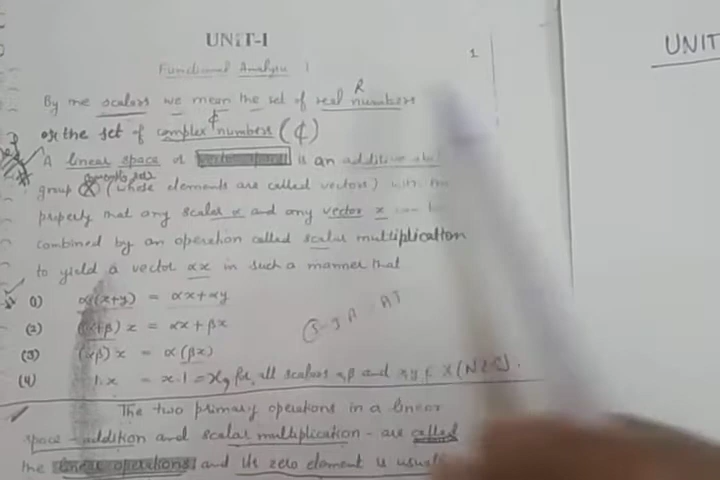 UNIT-I
1
UNIT
Functional Analysis 1
By the scalars we mean the set of real numbers R
or the set of complex numbers ¢ (¢)
A linear space or is an additive
group X (whose elements are called vectors) with the
property that any scalar α and any vector x can be
combined by an operation called scalar multiplication
to yield a vector αx in such a manner that
(1) α(x+y) = αx+αy
(2) (α+β)x = αx+βx
(3) (αβ)x = α(βx)
(4) 1.x = x.1 = x, for all scalars α,β and x,y ∈ X
The two primary operations in a linear
space - addition and scalar multiplication - are called
the linear operations and its zero element is